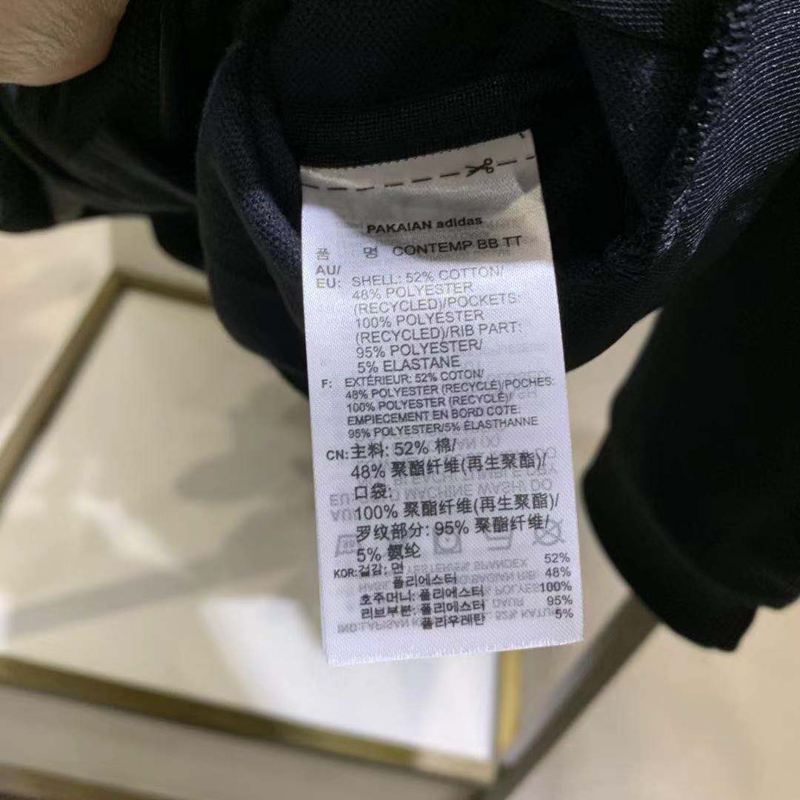 PAKAIAN adidas
품 명 CONTEMP BB TT
AU/
EU: SHELL: 52% COTTON/
48% POLYESTER
(RECYCLED)/POCKETS:
100% POLYESTER
(RECYCLED)/RIB PART:
95% POLYESTER/
5% ELASTANE
F: EXTÉRIEUR: 52% COTON/
48% POLYESTER (RECYCLÉ)/POCHES:
100% POLYESTER (RECYCLÉ)/
EMPIECEMENT EN BORD COTE:
95% POLYESTER/5% ÉLASTHANNE
CN:主料: 52% 棉/
48% 聚酯纤维(再生聚酯)/
口袋:
100% 聚酯纤维(再生聚酯)/
罗纹部分: 95% 聚酯纤维/
5% 氨纶
KOR:겉감: 면 52%
폴리에스터 48%
호주머니: 폴리에스터 100%
리브부분: 폴리에스터 95%
폴리우레탄 5%